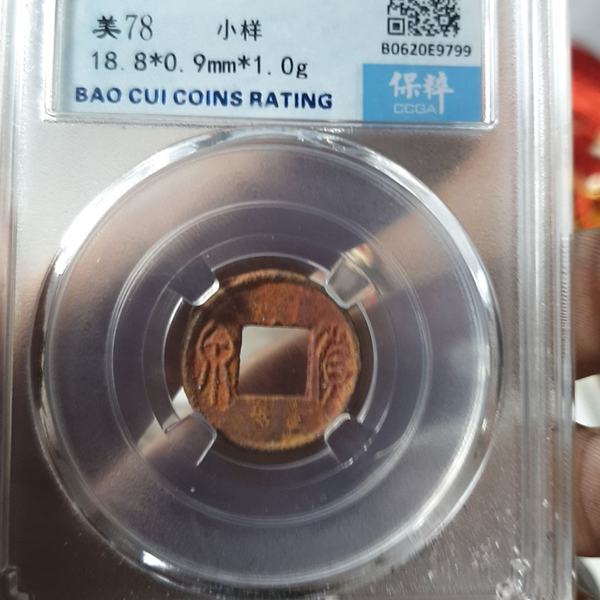 美78 小样
B0620E9799
18.8*0.9mm*1.0g
BAO CUI COINS RATING
保粹
CCGA